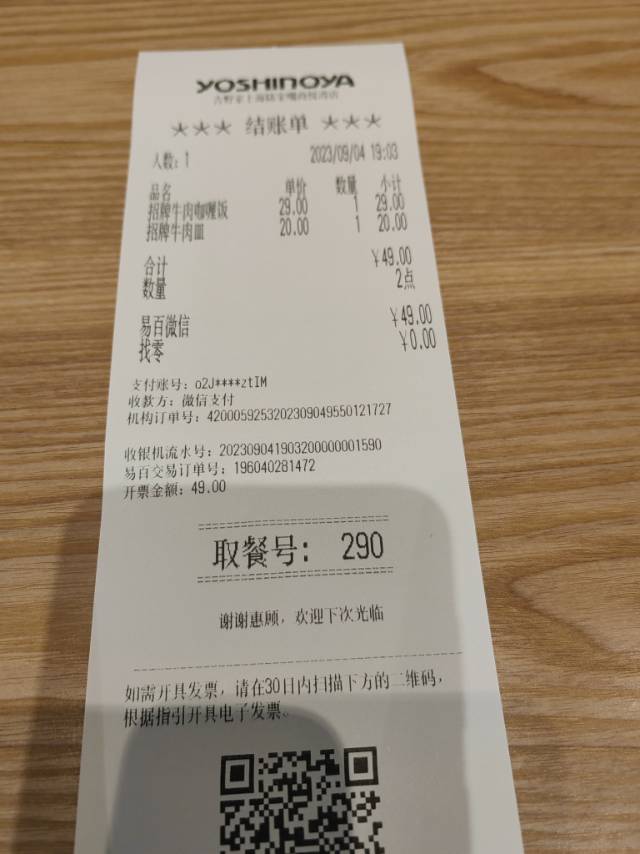 YOSHINOYA
★★★ 结账单 ★★★
人数：1 2023/09/04 19:03
品名 单价 数量 小计
招牌牛肉咖喱饭 29.00 1 29.00
招牌牛肉皿 20.00 1 20.00
合计 ￥49.00
数量 2点
易百微信 ￥49.00
找零 ￥0.00
支付账号：o2J****ztIM
收款方：微信支付
机构订单号：4200059253202309049550121727
收银机流水号：202309041903200000001590
易百交易订单号：196040281472
开票金额：49.00
取餐号： 290
谢谢惠顾，欢迎下次光临
如需开具发票，请在30日内扫描下方的二维码，
根据指引开具电子发票。